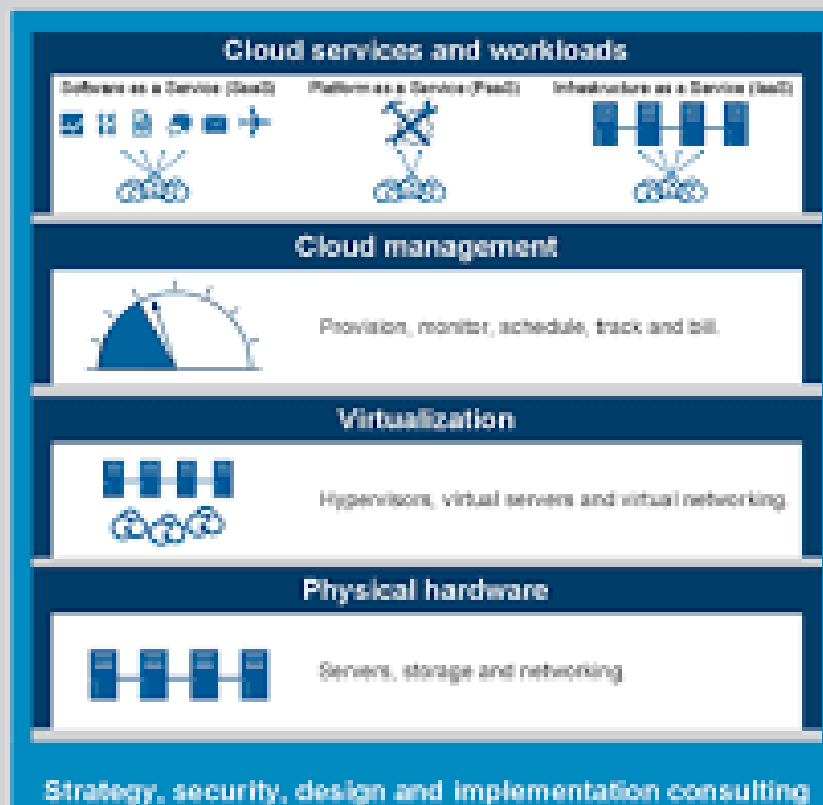 Cloud services and workloads
Software as a Service (SaaS) Platform as a Service (PaaS) Infrastructure as a Service (IaaS)
Cloud management
Provision, monitor, schedule, track and bill.
Virtualization
Hypervisors, virtual servers and virtual networking.
Physical hardware
Servers, storage and networking.
Strategy, security, design and implementation consulting